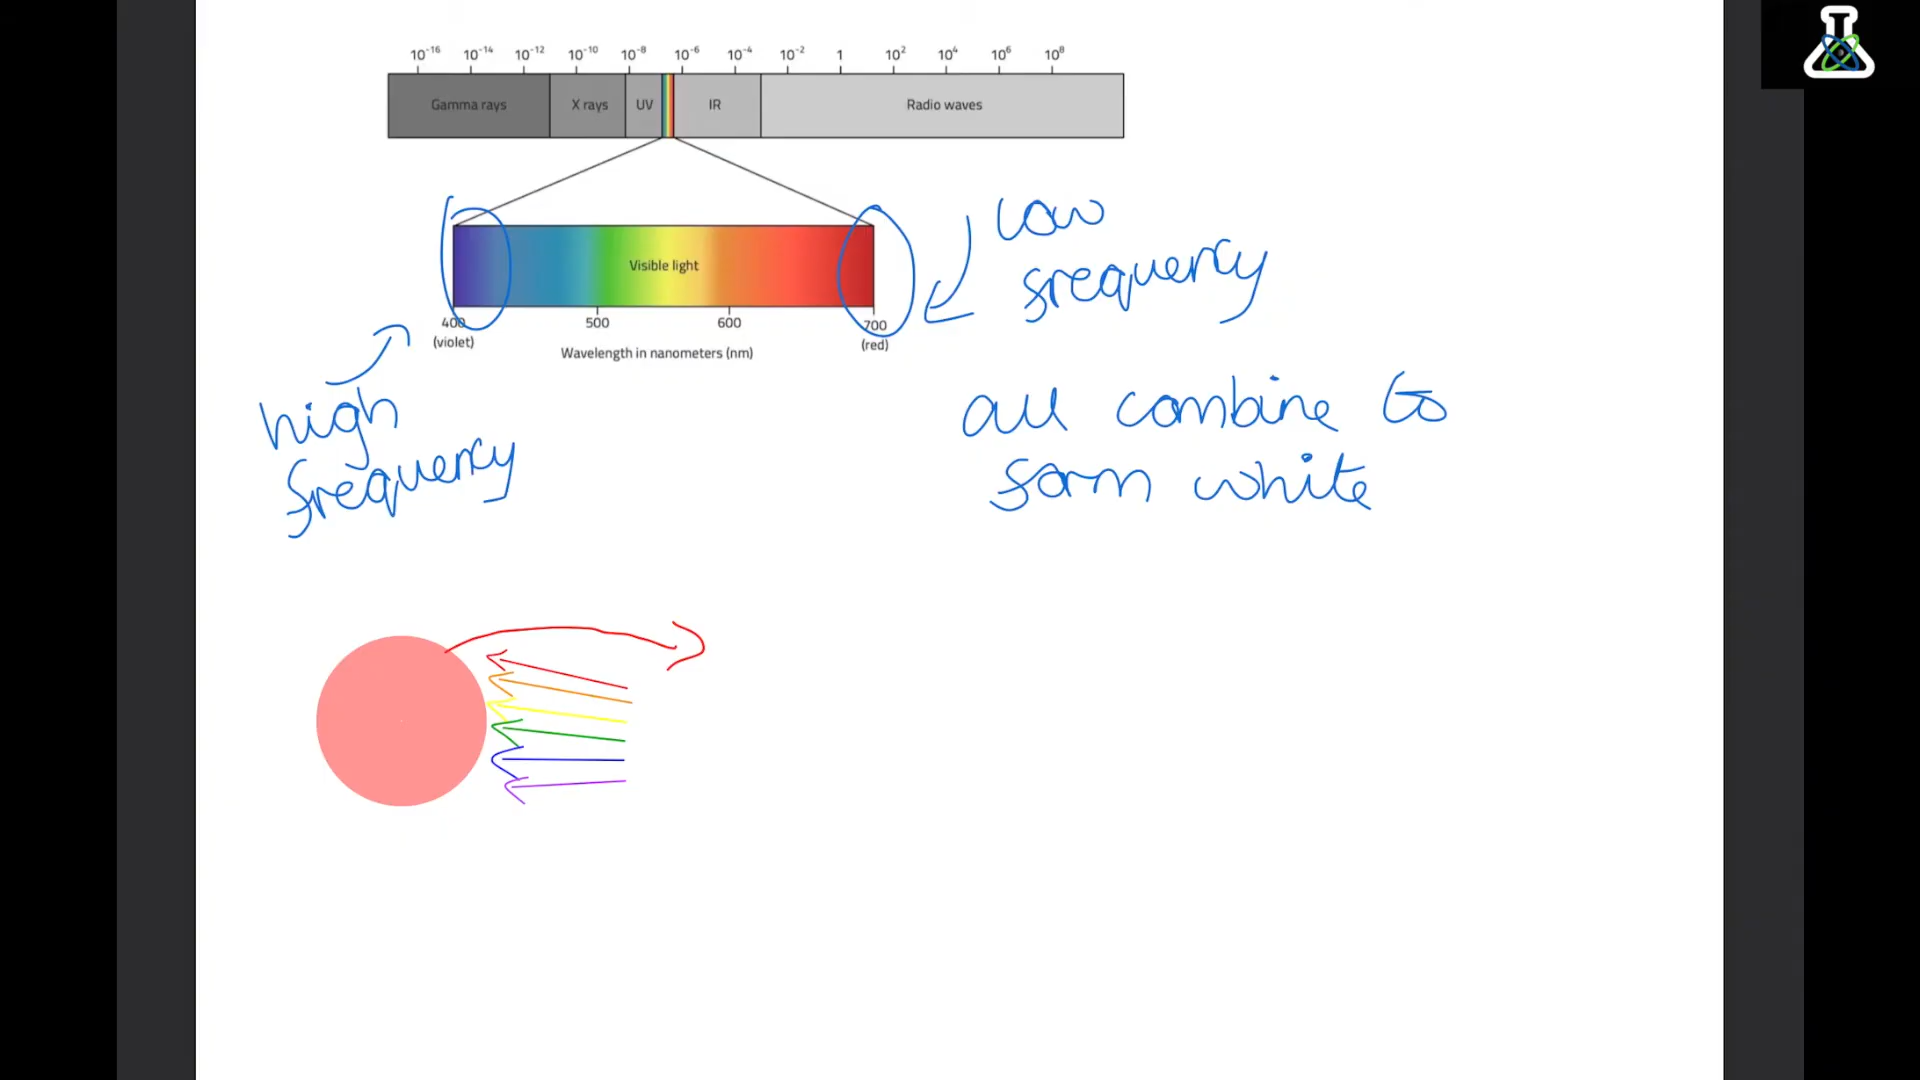 10⁻¹⁶ 10⁻¹⁴ 10⁻¹² 10⁻¹⁰ 10⁻⁸ 10⁻⁶ 10⁻⁴ 10⁻² 1 10² 10⁴ 10⁶ 10⁸
Gamma rays X rays UV IR Radio waves
Visible light
400 500 600 700
(violet) (red)
Wavelength in nanometers (nm)
low
frequency
high
frequency
all combine to
form white